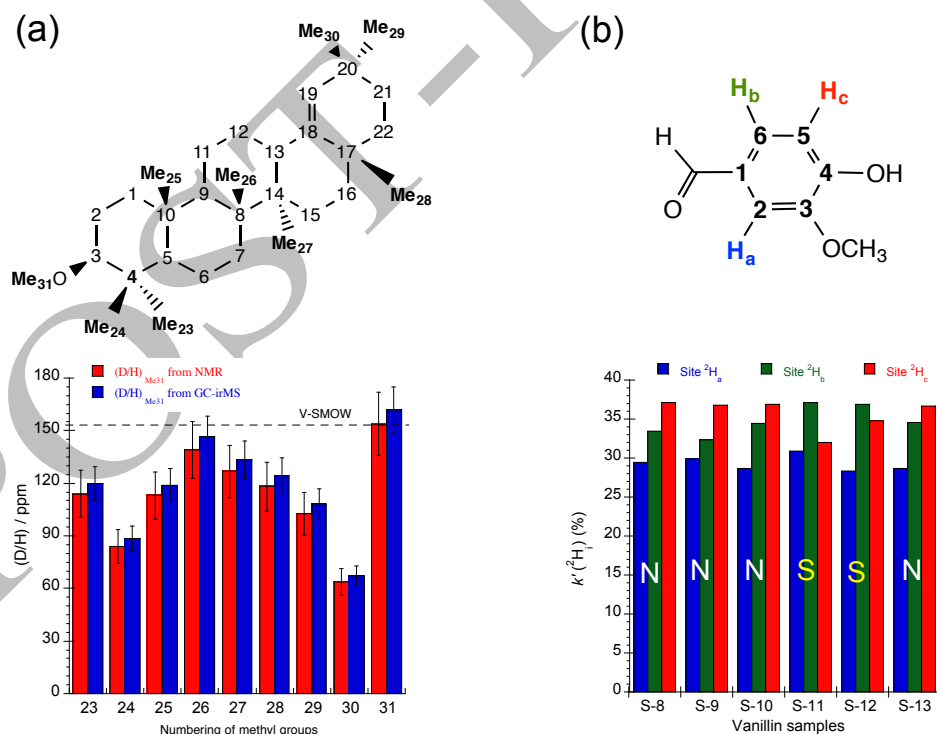 (a)
(b)
Me30
Me29
20
19
21
12
18
22
11
13
17
Me25
Me26
1
9
14
16
Me28
2
10
8
15
Me27
3
5
7
Me31O
4
6
Me24
Me23
Hb
Hc
H
6
5
1
4
OH
O
2
3
Ha
OCH3
(D/H) Me31 from NMR
(D/H) Me31 from GC-irMS
V-SMOW
(D/H) / ppm
180
150
120
90
60
30
0
23 24 25 26 27 28 29 30 31
Numbering of methyl groups
Site 2Ha Site 2Hb Site 2Hc
k' (2Hi) (%)
40
35
30
25
20
15
10
5
0
N N N S S N
S-8 S-9 S-10 S-11 S-12 S-13
Vanillin samples
POST-